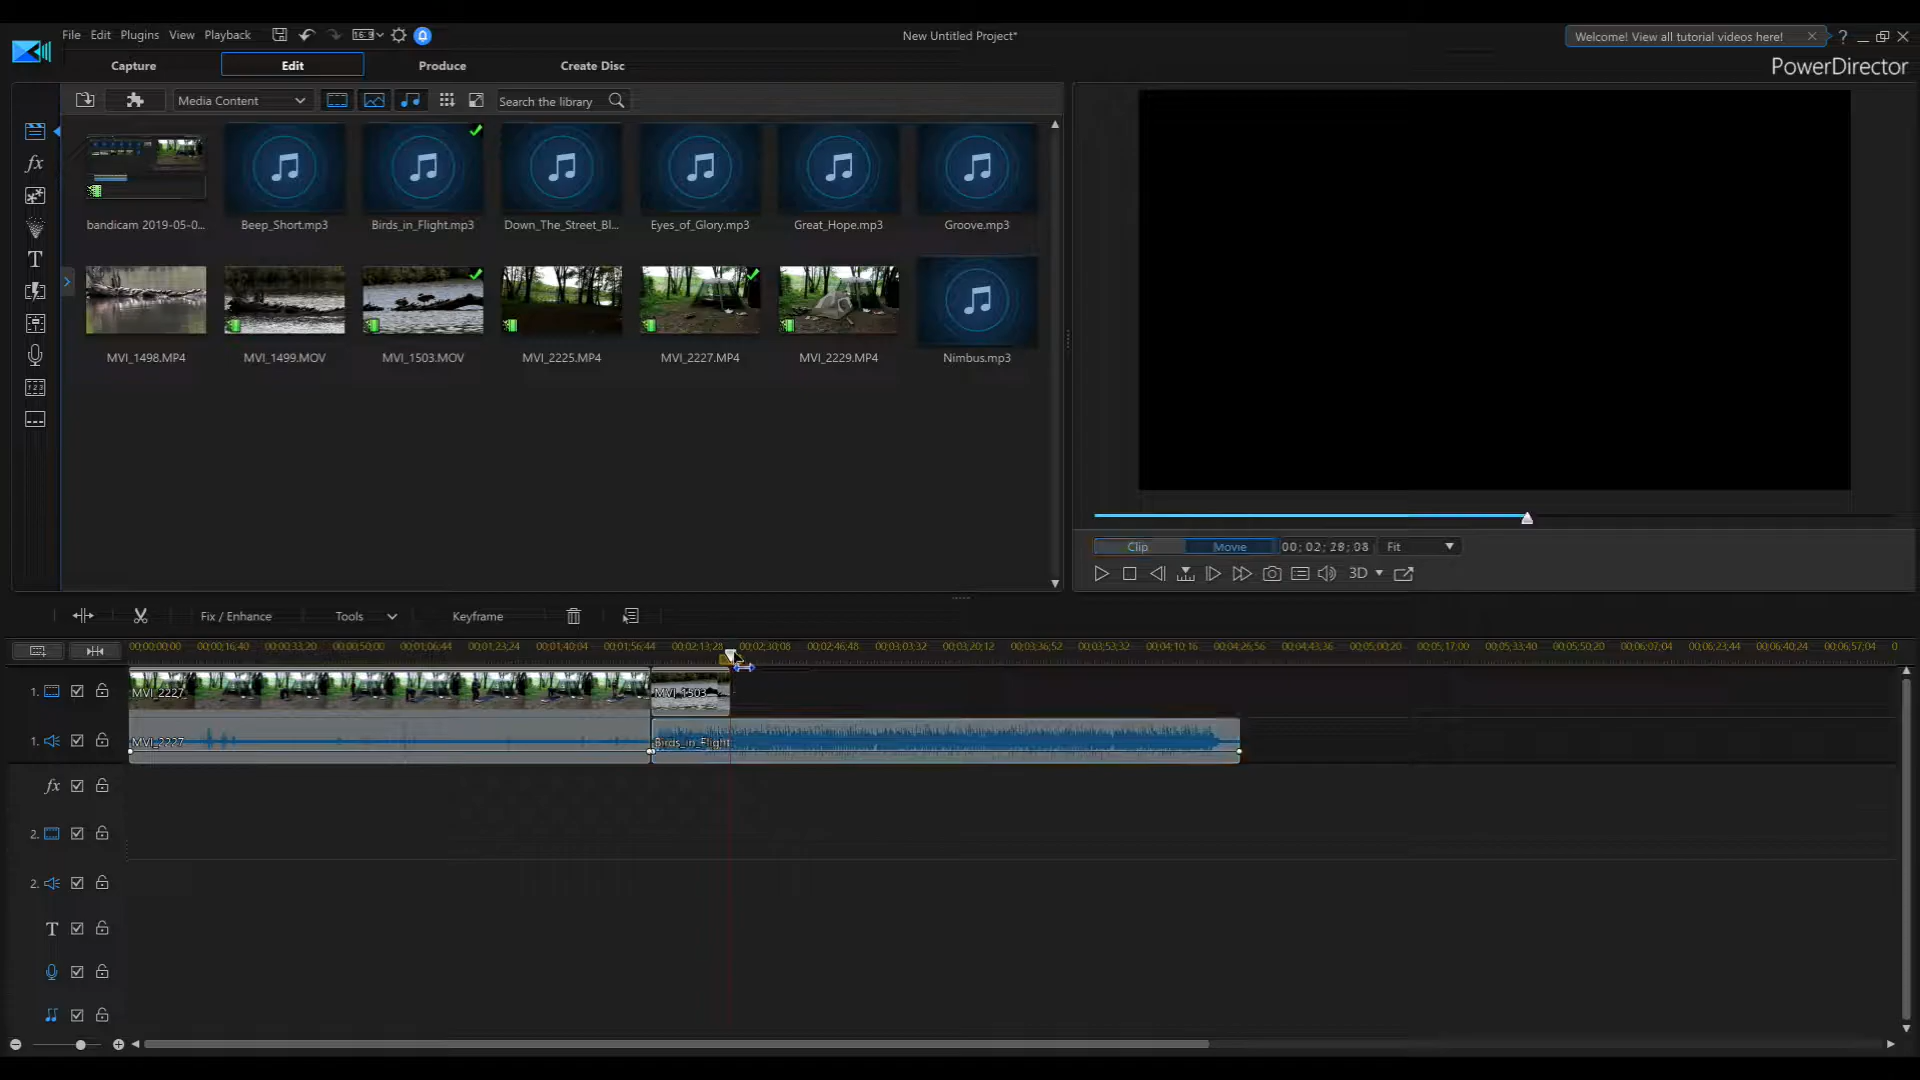 File Edit Plugins View Playback 16:9 New Untitled Project* Welcome! View all tutorial videos here! ?
Capture Edit Produce Create Disc PowerDirector
Media Content Search the library
bandicam 2019-05-0... Beep_Short.mp3 Birds_in_Flight.mp3 Down_The_Street_Bl... Eyes_of_Glory.mp3 Great_Hope.mp3 Groove.mp3
MVI_1498.MP4 MVI_1499.MOV MVI_1503.MOV MVI_2225.MP4 MVI_2227.MP4 MVI_2229.MP4 Nimbus.mp3
Clip Movie 00; 02; 28; 08 Fit
3D
Fix / Enhance Tools Keyframe
00;00;00;00 00;00;16;40 00;00;33;20 00;00;50;00 00;01;06;44 00;01;23;24 00;01;40;04 00;01;56;44 00;02;13;28 00;02;30;08 00;02;46;48 00;03;03;32 00;03;20;12 00;03;36;52 00;03;53;32 00;04;10;16 00;04;26;56 00;04;43;36 00;05;00;20 00;05;17;00 00;05;33;40 00;05;50;20 00;06;07;04 00;06;23;44 00;06;40;24 00;06;57;04 0
1. MVI_2227 MVI_1503
1. MVI_2227 Birds_in_Flight
fx
2.
2.
T